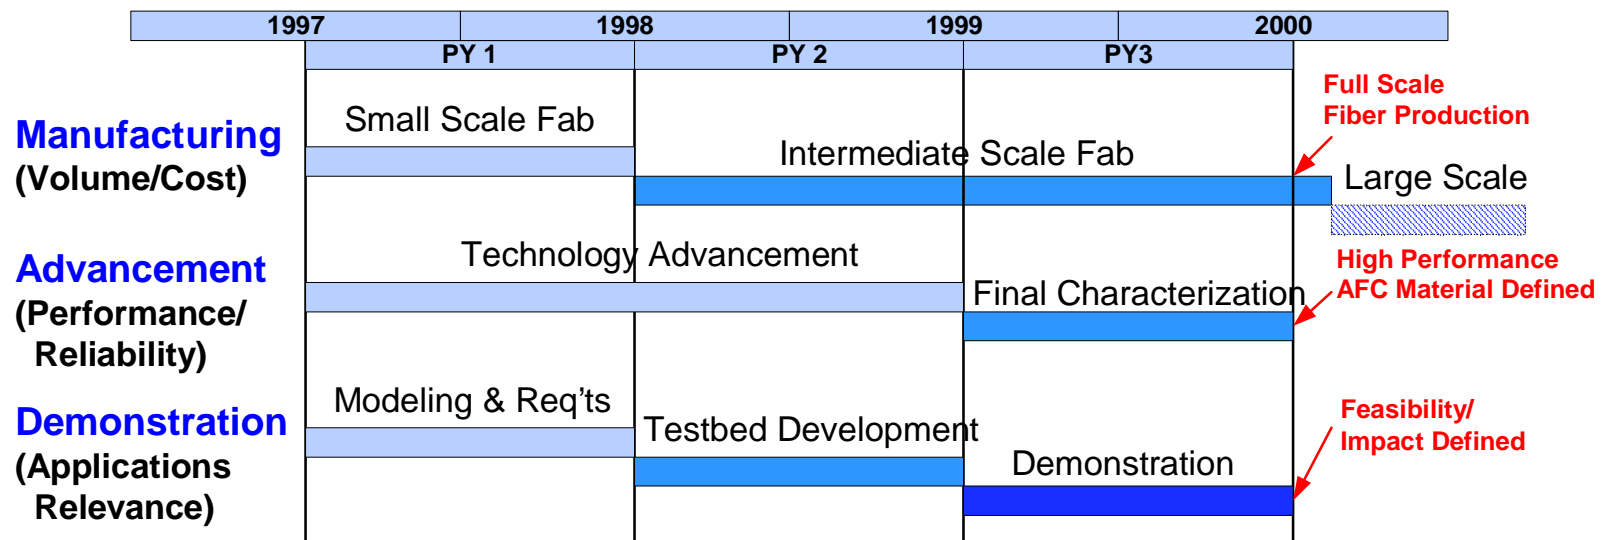 1997 1998 1999 2000
PY 1 PY 2 PY3
Full Scale
Fiber Production
Small Scale Fab
Manufacturing
(Volume/Cost)
Intermediate Scale Fab
Large Scale
Technology Advancement
Advancement
(Performance/
Reliability)
High Performance
AFC Material Defined
Final Characterization
Modeling & Req'ts
Demonstration
(Applications
Relevance)
Testbed Development
Feasibility/
Impact Defined
Demonstration